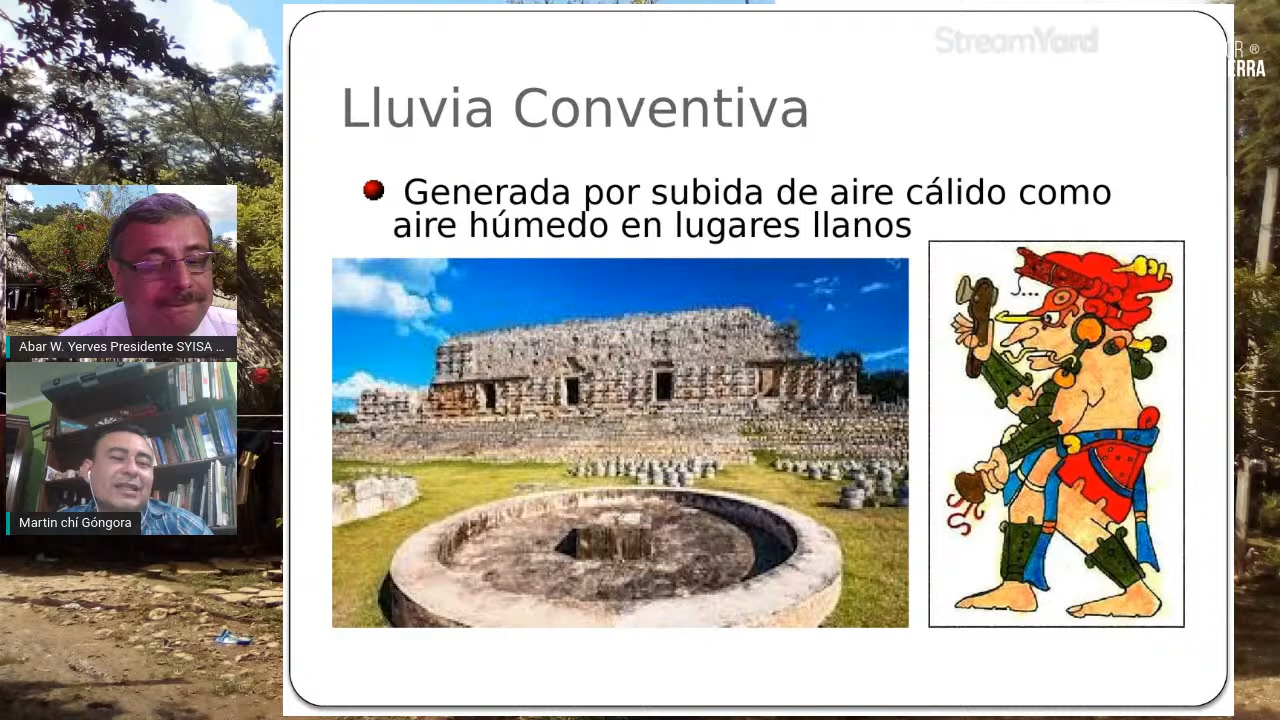 StreamYard
R ®
ERRA
Lluvia Conventiva
Generada por subida de aire cálido como
aire húmedo en lugares llanos
Abar W. Yerves Presidente SYISA ...
Martin chí Góngora